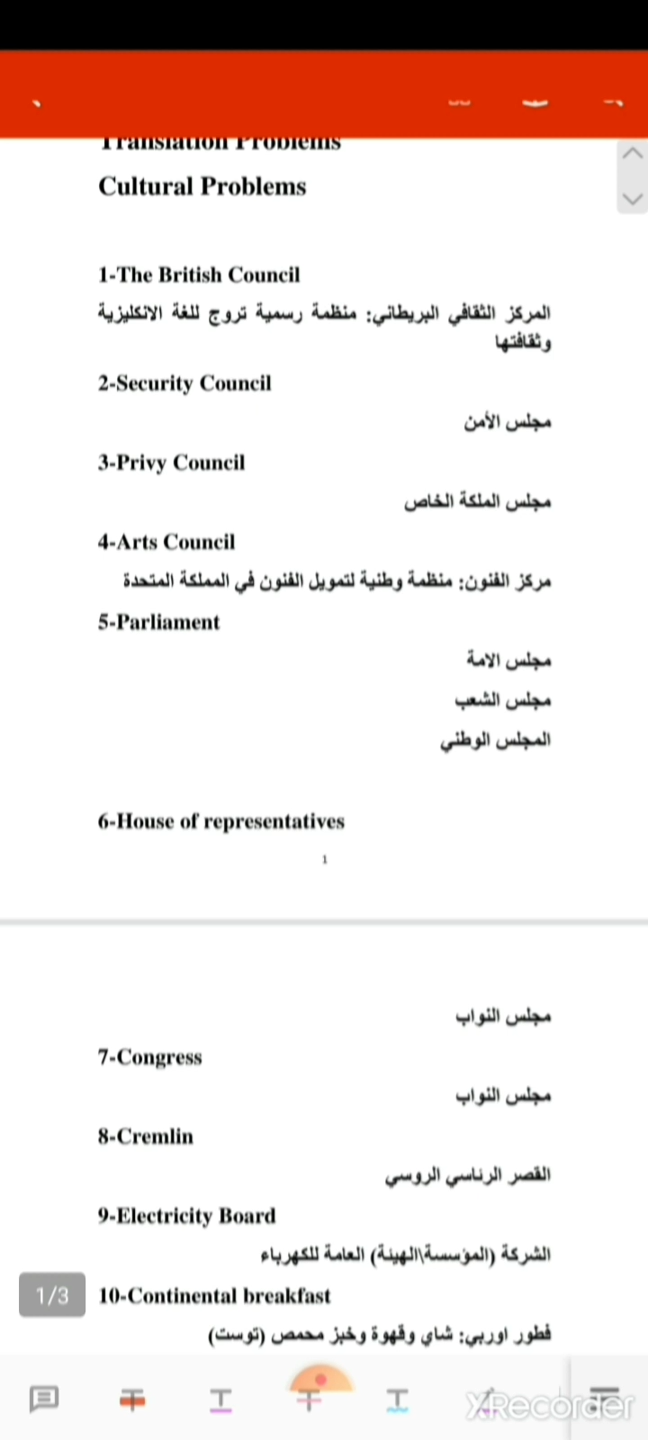 Translation Problems
Cultural Problems
1-The British Council
المركز الثقافي البريطاني: منظمة رسمية تروج للغة الانكليزية
وثقافتها
2-Security Council
مجلس الأمن
3-Privy Council
مجلس الملكة الخاص
4-Arts Council
مركز الفنون: منظمة وطنية لتمويل الفنون في المملكة المتحدة
5-Parliament
مجلس الامة
مجلس الشعب
المجلس الوطني
6-House of representatives
1
مجلس النواب
7-Congress
مجلس النواب
8-Cremlin
القصر الرئاسي الروسي
9-Electricity Board
الشركة (المؤسسة\الهيئة) العامة للكهرباء
1/3
10-Continental breakfast
فطور اوربي: شاي وقهوة وخبز محمص (توست)
XRecorder